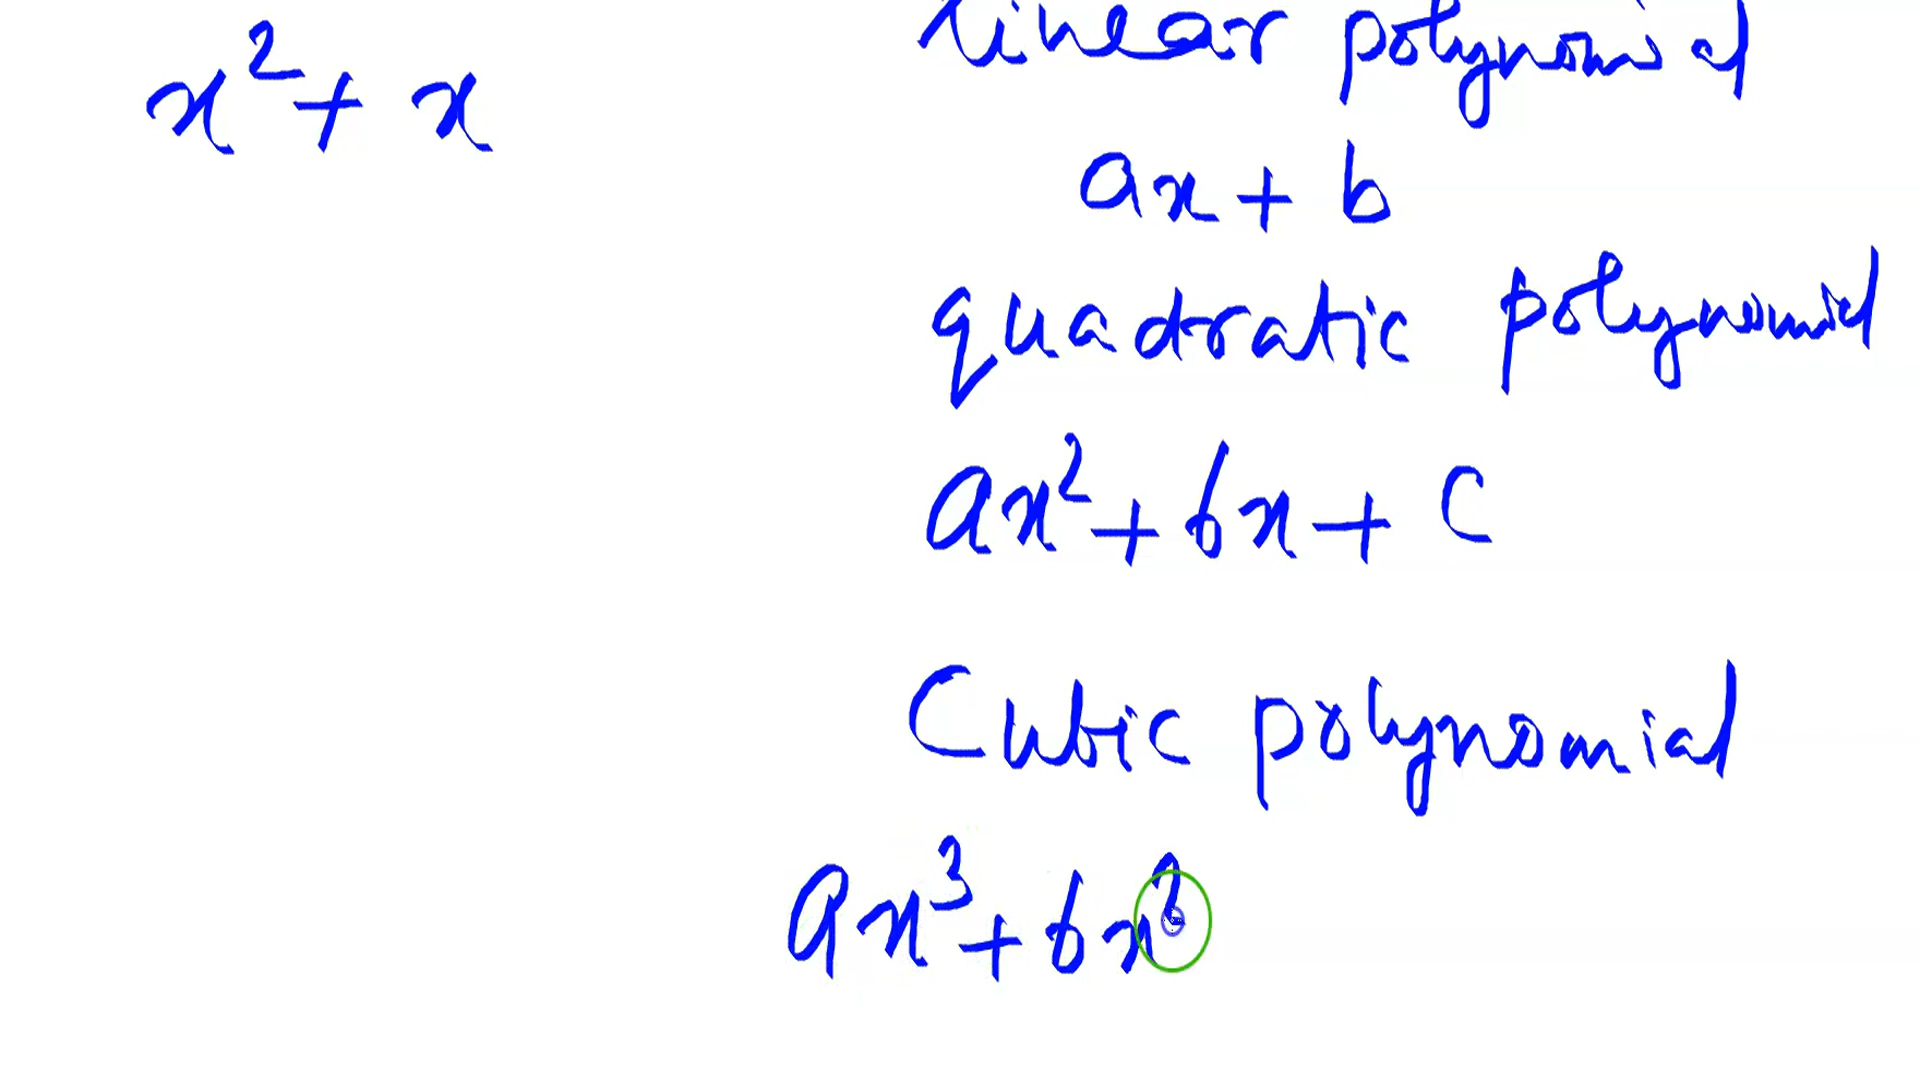 x² + x
linear polynomial
ax + b
quadratic polynomial
ax² + bx + c
Cubic polynomial
ax³ + bx²